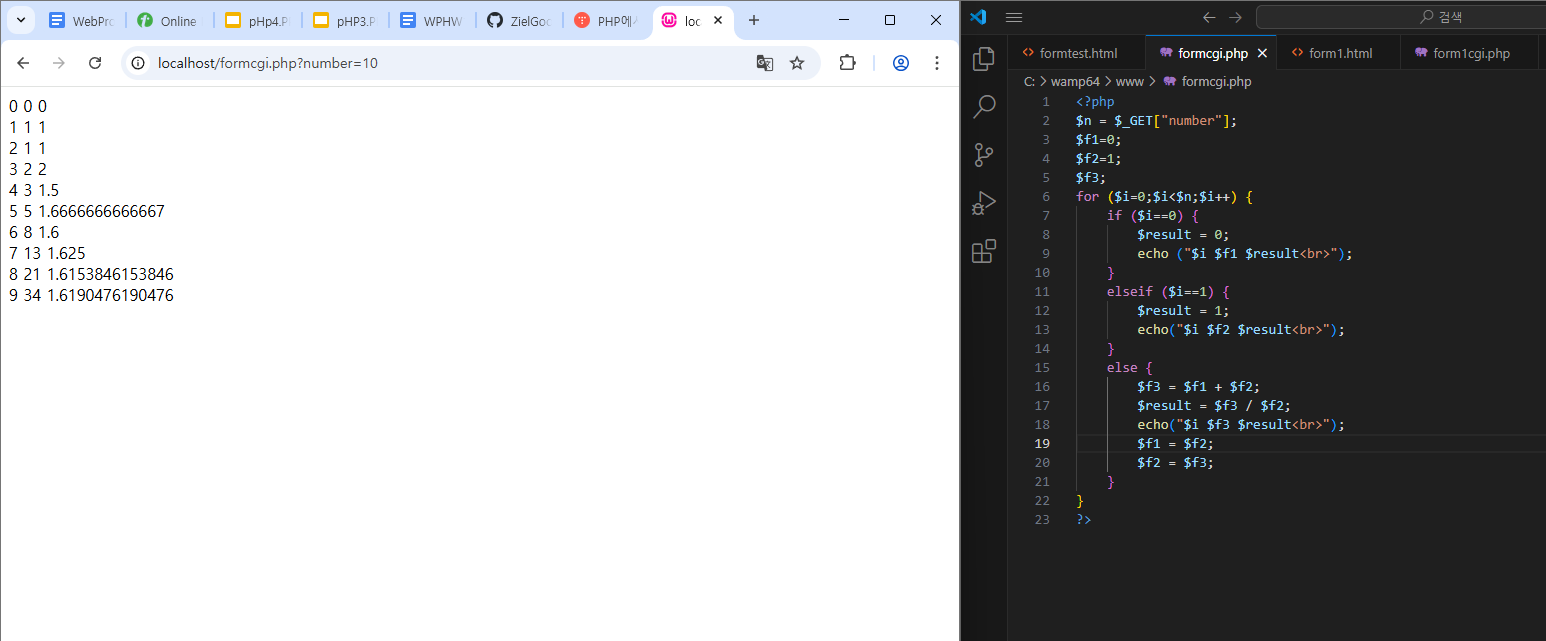 WebPro
Online
pHp4.P
pHP3.P
WPHW
ZielGoo
PHP에서
loc
localhost/formcgi.php?number=10
0 0 0
1 1 1
2 1 1
3 2 2
4 3 1.5
5 5 1.6666666666667
6 8 1.6
7 13 1.625
8 21 1.6153846153846
9 34 1.6190476190476
검색
formtest.html
formcgi.php
form1.html
form1cgi.php
C: > wamp64 > www > formcgi.php
1 <?php
2 $n = $_GET["number"];
3 $f1=0;
4 $f2=1;
5 $f3;
6 for ($i=0;$i<$n;$i++) {
7 if ($i==0) {
8 $result = 0;
9 echo ("$i $f1 $result<br>");
10 }
11 elseif ($i==1) {
12 $result = 1;
13 echo("$i $f2 $result<br>");
14 }
15 else {
16 $f3 = $f1 + $f2;
17 $result = $f3 / $f2;
18 echo("$i $f3 $result<br>");
19 $f1 = $f2;
20 $f2 = $f3;
21 }
22 }
23 ?>